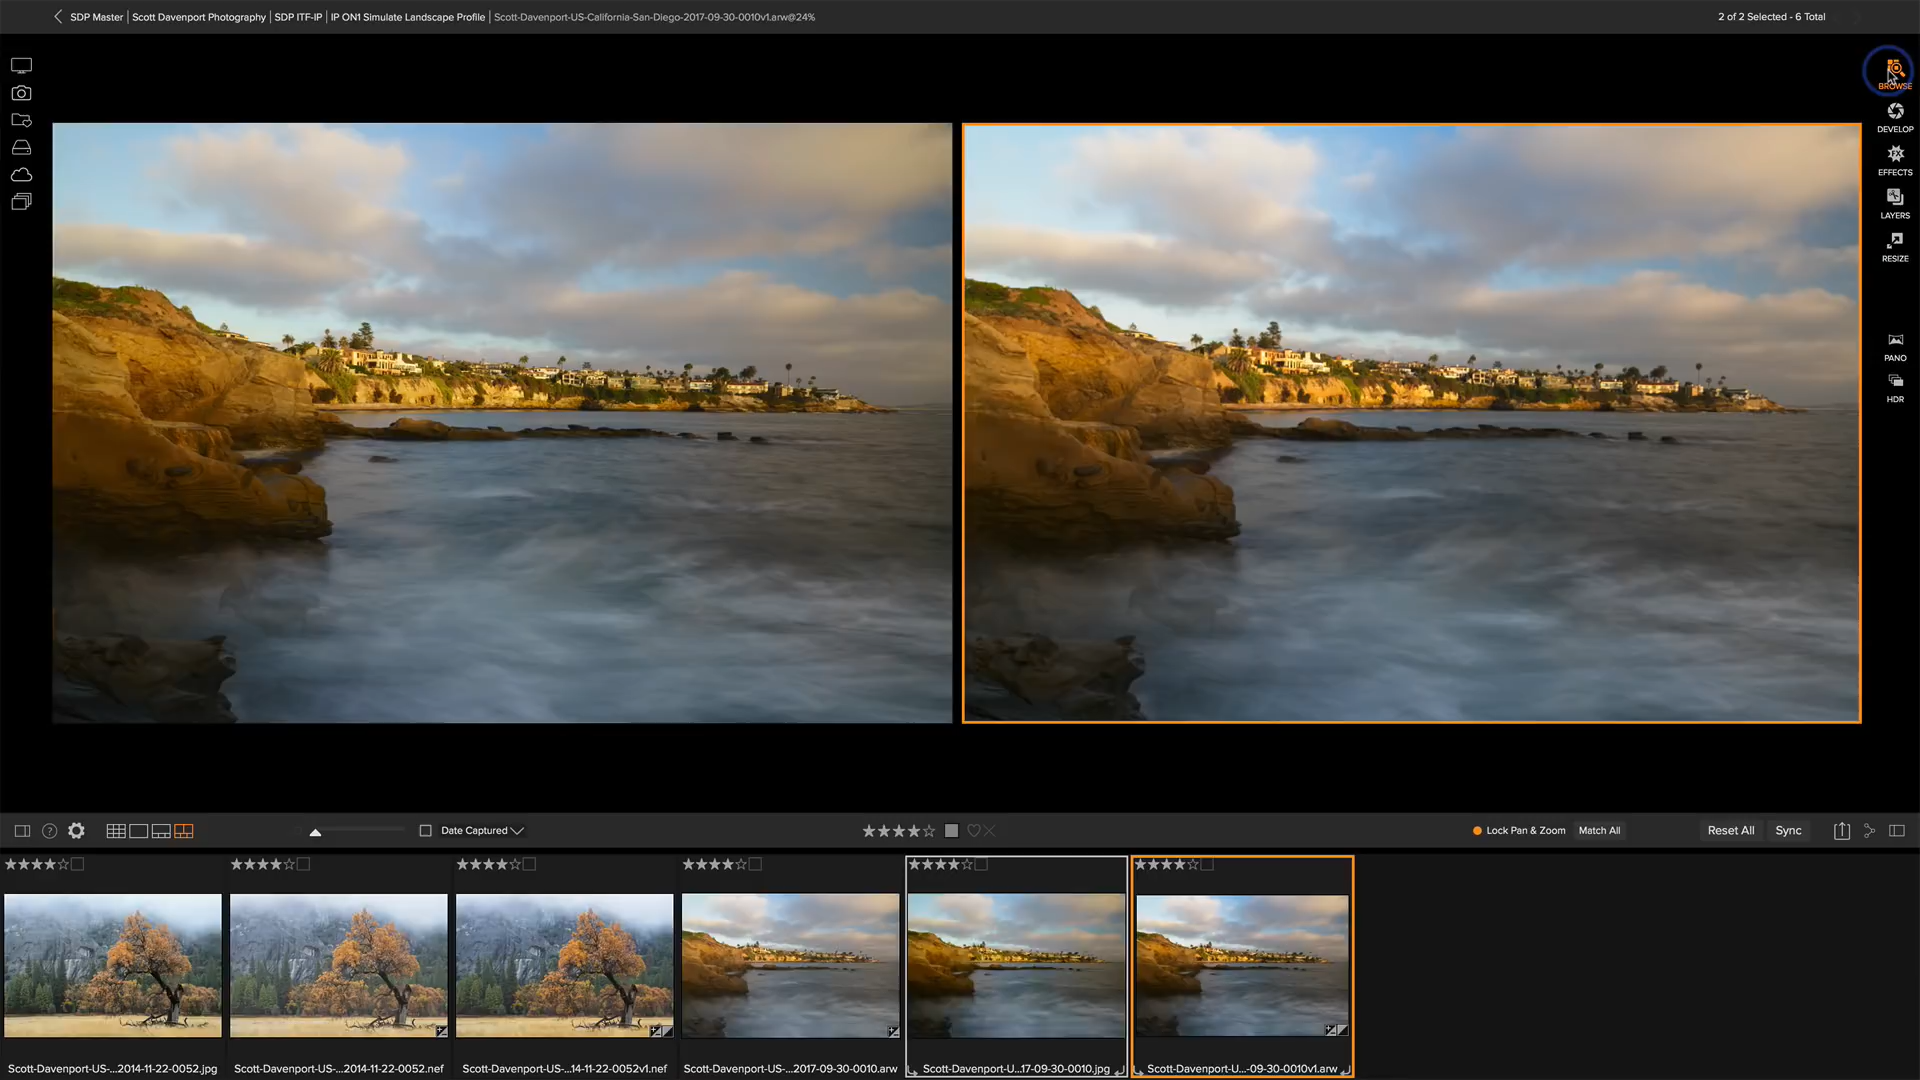 SDP Master | Scott Davenport Photography | SDP ITF-IP | IP ON1 Simulate Landscape Profile | Scott-Davenport-US-California-San-Diego-2017-09-30-0010v1.arw@24%
2 of 2 Selected - 6 Total
BROWSE
DEVELOP
EFFECTS
LAYERS
RESIZE
PANO
HDR
Date Captured
Lock Pan & Zoom
Match All
Reset All
Sync
Scott-Davenport-US-...2014-11-22-0052.jpg
Scott-Davenport-US-...2014-11-22-0052.nef
Scott-Davenport-US-...14-11-22-0052v1.nef
Scott-Davenport-US-...2017-09-30-0010.arw
Scott-Davenport-U...17-09-30-0010.jpg
Scott-Davenport-U...-09-30-0010v1.arw